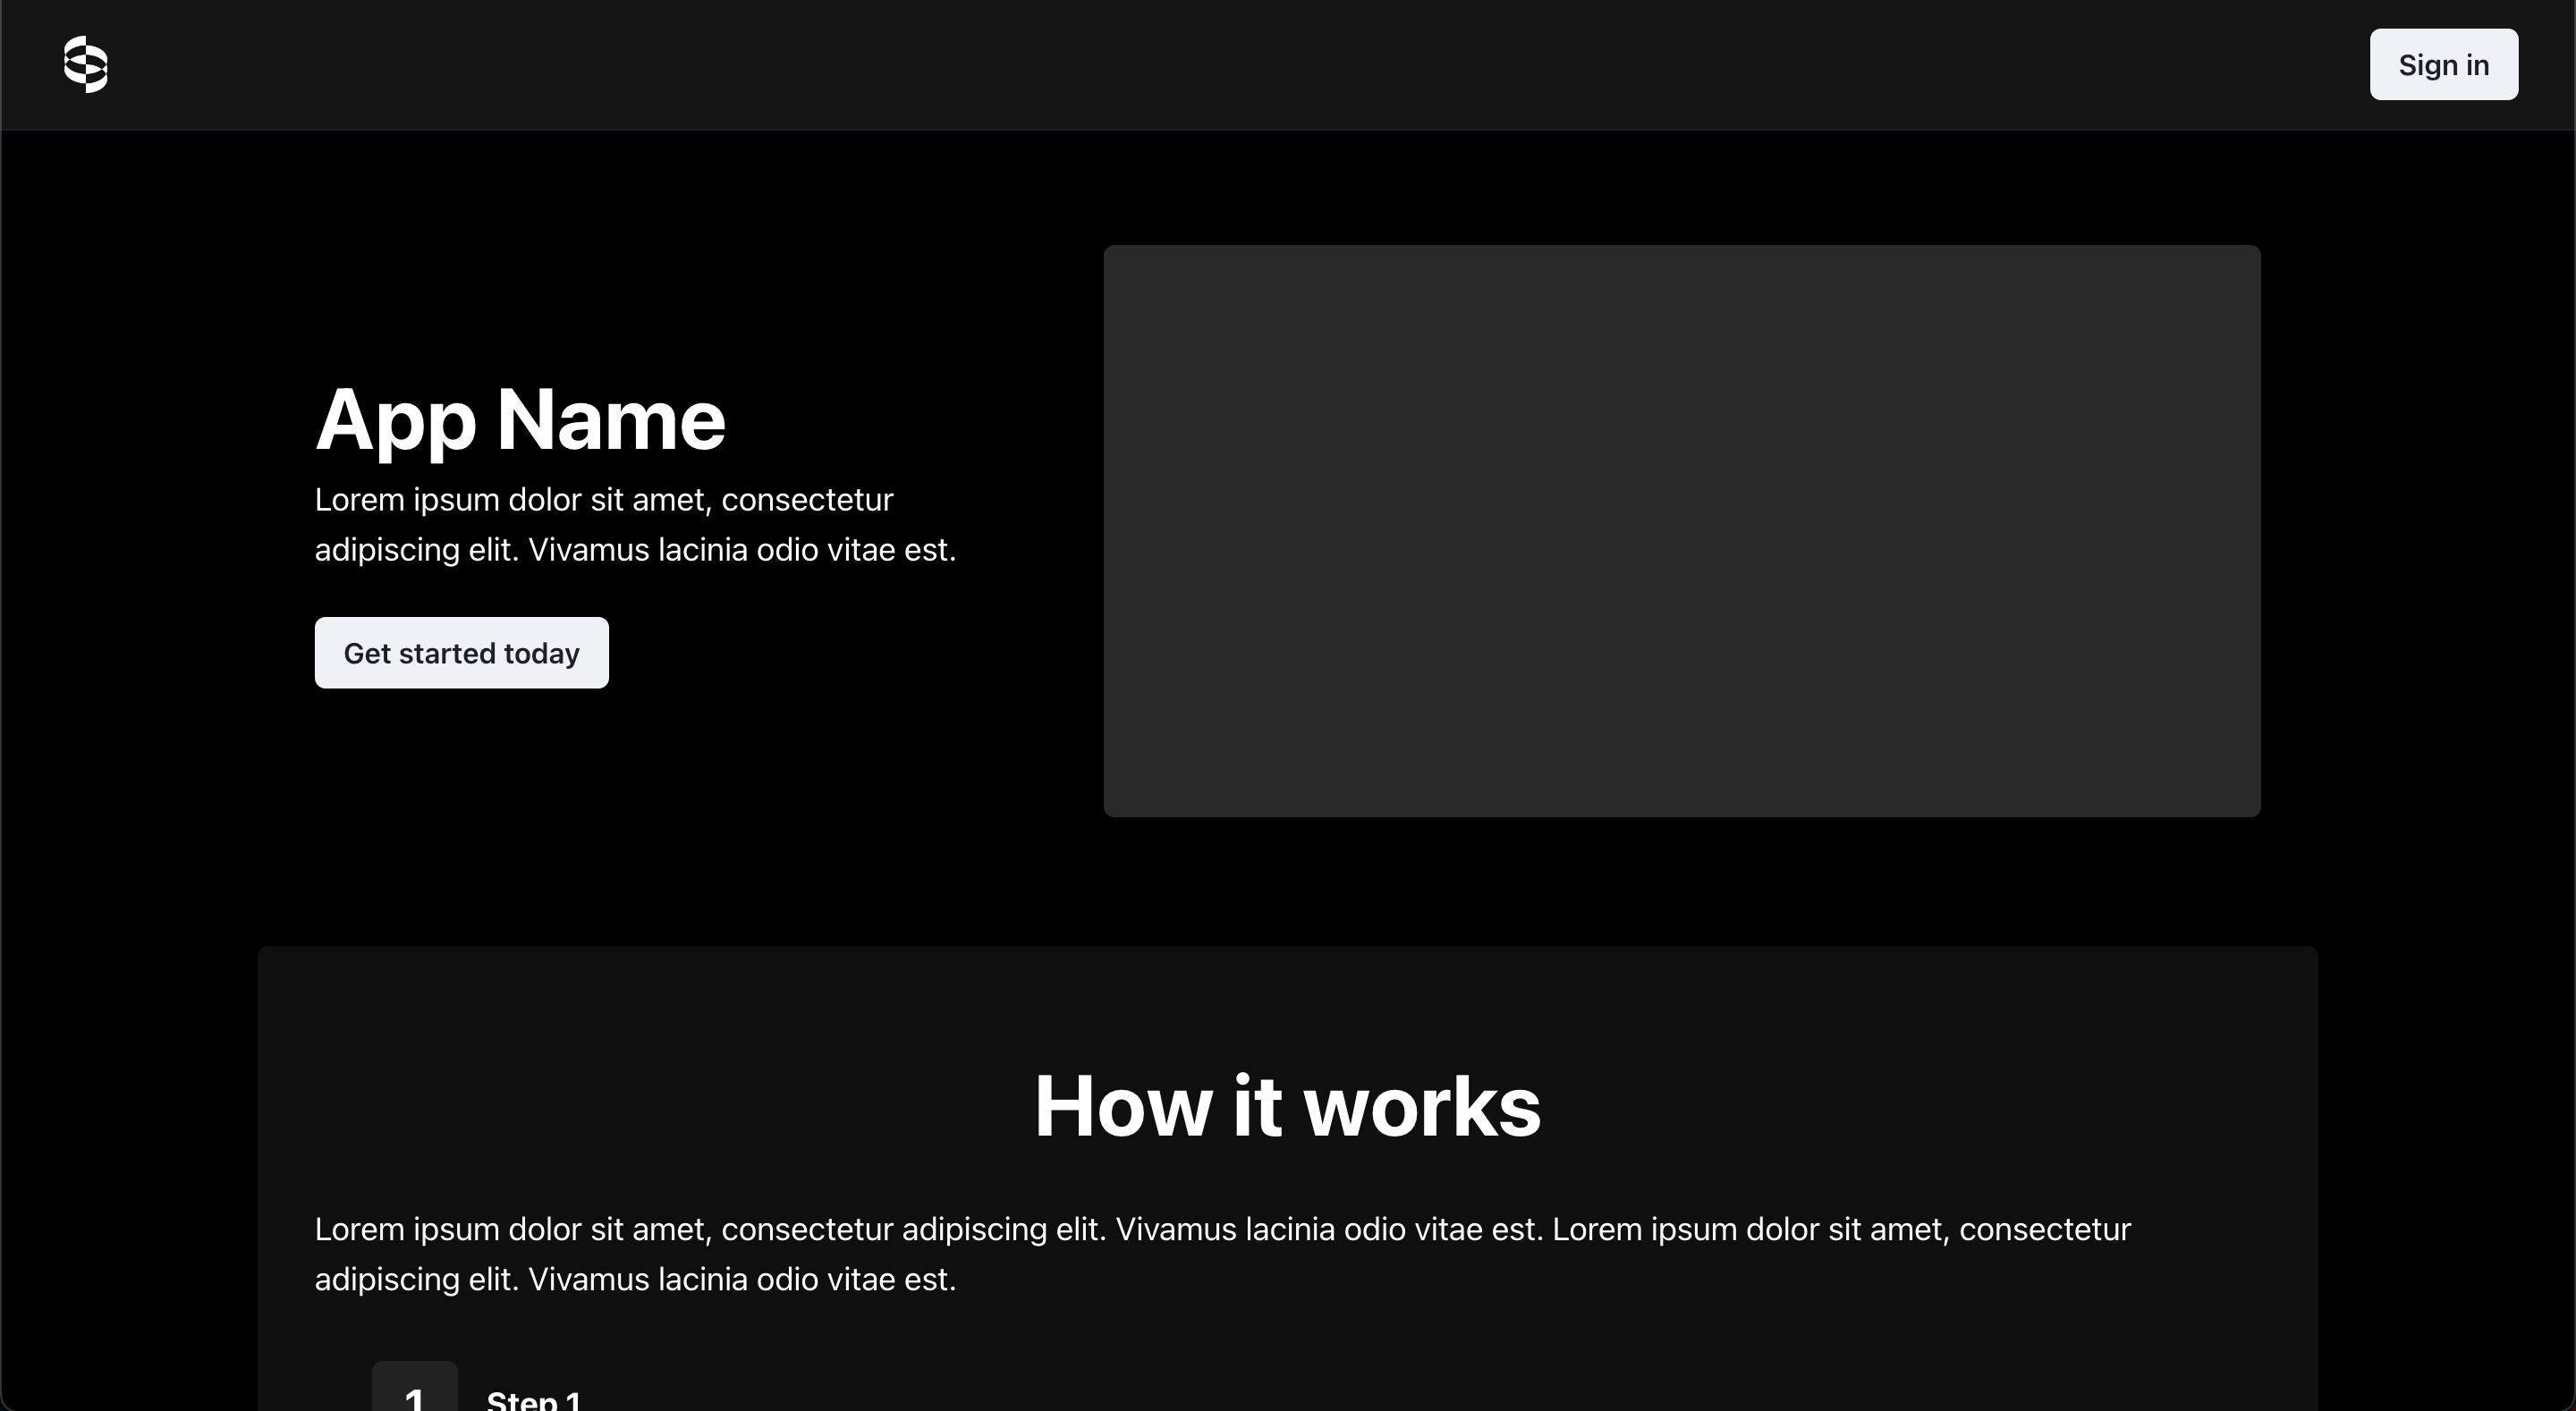 Sign in
App Name
Lorem ipsum dolor sit amet, consectetur
adipiscing elit. Vivamus lacinia odio vitae est.
Get started today
How it works
Lorem ipsum dolor sit amet, consectetur adipiscing elit. Vivamus lacinia odio vitae est. Lorem ipsum dolor sit amet, consectetur
adipiscing elit. Vivamus lacinia odio vitae est.
1 Step 1